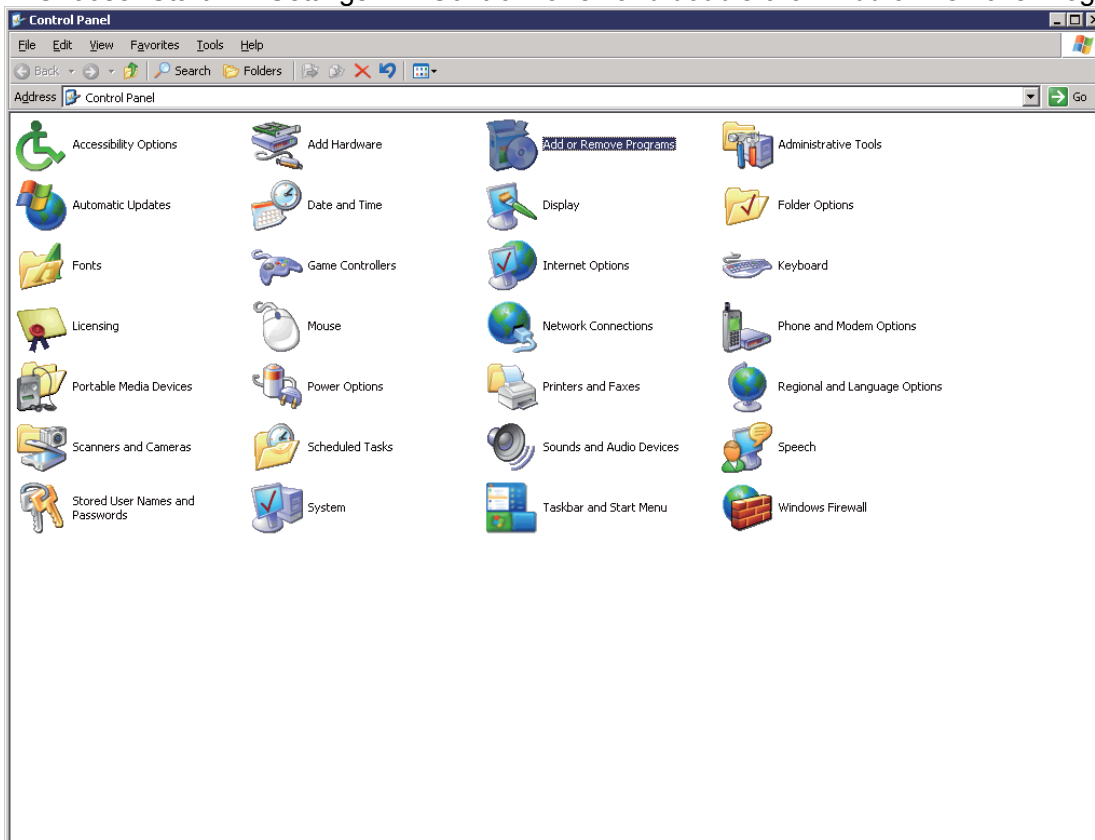 Control Panel
File Edit View Favorites Tools Help
Back Search Folders
Address Control Panel Go
Accessibility Options Add Hardware Add or Remove Programs Administrative Tools
Automatic Updates Date and Time Display Folder Options
Fonts Game Controllers Internet Options Keyboard
Licensing Mouse Network Connections Phone and Modem Options
Portable Media Devices Power Options Printers and Faxes Regional and Language Options
Scanners and Cameras Scheduled Tasks Sounds and Audio Devices Speech
Stored User Names and Passwords System Taskbar and Start Menu Windows Firewall